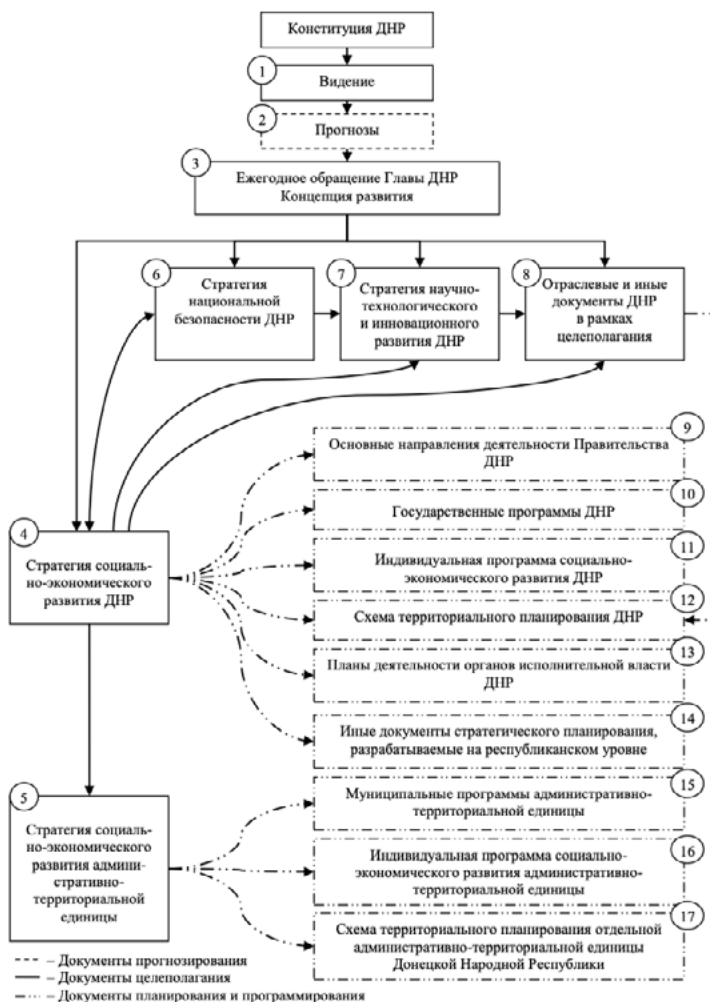 Конституция ДНР
1
Видение
2
Прогнозы
3
Ежегодное обращение Главы ДНР
Концепция развития
6
Стратегия
национальной
безопасности ДНР
7
Стратегия научно-
технологического
и инновационного
развития ДНР
8
Отраслевые и иные
документы ДНР
в рамках
целеполагания
9
Основные направления деятельности Правительства
ДНР
10
Государственные программы ДНР
4
Стратегия социаль-
но-экономического
развития ДНР
11
Индивидуальная программа социально-
экономического развития ДНР
12
Схема территориального планирования ДНР
13
Планы деятельности органов исполнительной власти
ДНР
14
Иные документы стратегического планирования,
разрабатываемые на республиканском уровне
5
Стратегия социаль-
но-экономического
развития админи-
стративно-
территориальной
единицы
15
Муниципальные программы административно-
территориальной единицы
16
Индивидуальная программа социально-
экономического развития административно-
территориальной единицы
17
Схема территориального планирования отдельной
административно-территориальной единицы
Донецкой Народной Республики
– Документы прогнозирования
– Документы целеполагания
– Документы планирования и программирования